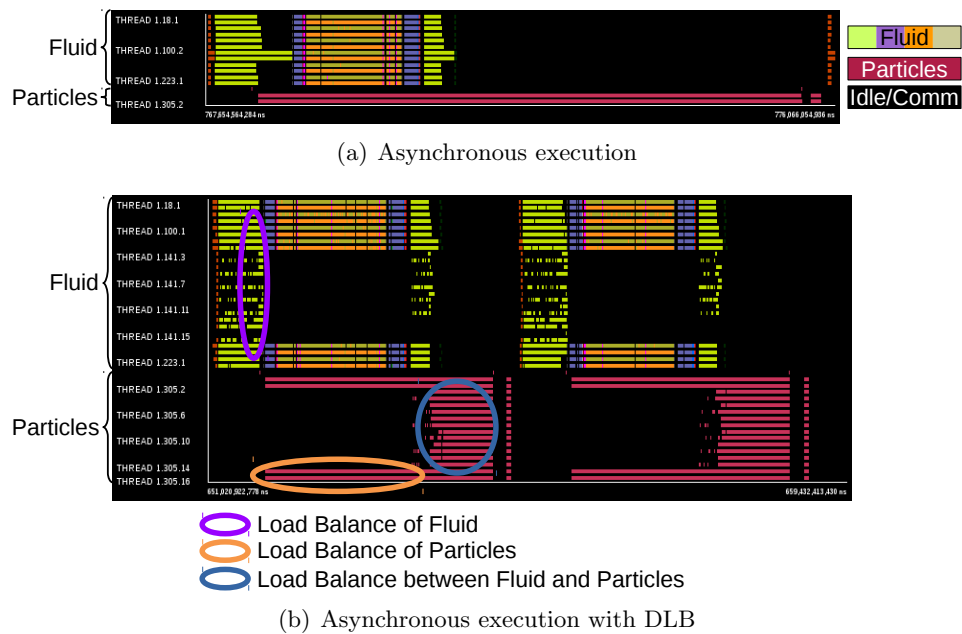 THREAD 1.18.1
Fluid
THREAD 1.100.2
THREAD 1.223.1
Particles
THREAD 1.305.2
767,654,564,284 ns
776,066,054,936 ns
Fluid
Particles
Idle/Comm
(a) Asynchronous execution
THREAD 1.18.1
THREAD 1.100.1
THREAD 1.141.3
Fluid
THREAD 1.141.7
THREAD 1.141.11
THREAD 1.141.15
THREAD 1.223.1
THREAD 1.305.2
THREAD 1.305.6
Particles
THREAD 1.305.10
THREAD 1.305.14
THREAD 1.305.16
651,020,922,778 ns
659,432,413,430 ns
Load Balance of Fluid
Load Balance of Particles
Load Balance between Fluid and Particles
(b) Asynchronous execution with DLB